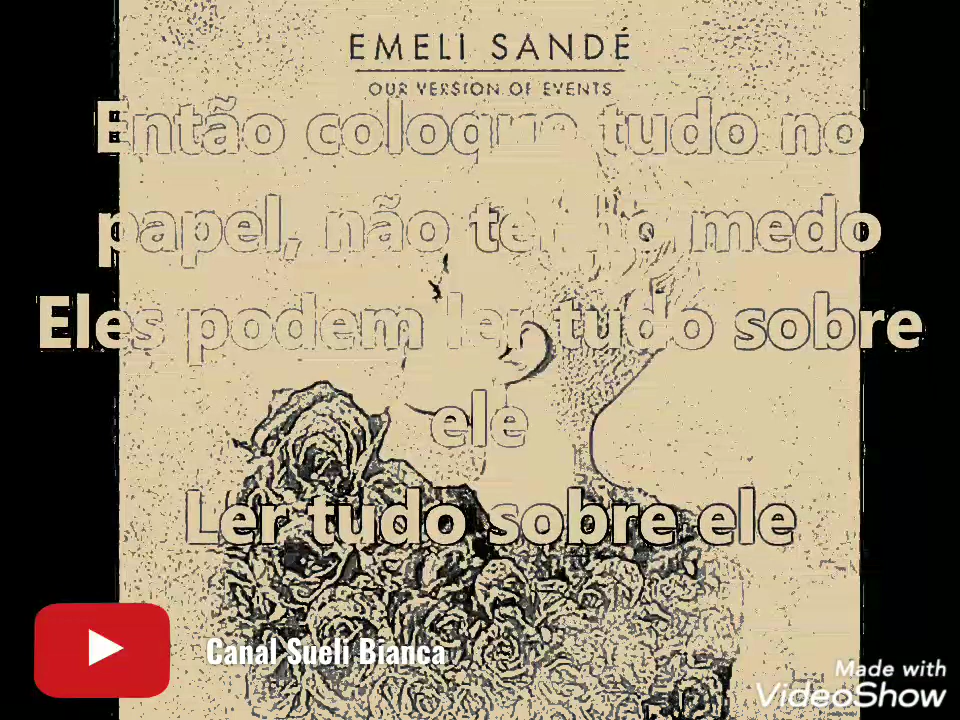 EMELI SANDÉ
OUR VERSION OF EVENTS
Então coloque tudo no
papel, não tenho medo
Eles podem ler tudo sobre
ele
Ler tudo sobre ele
Canal Sueli Bianca
Made with
VideoShow